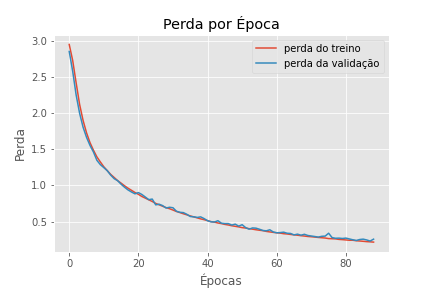 Perda por Época
perda do treino
perda da validação
Perda
3.0
2.5
2.0
1.5
1.0
0.5
0
20
40
60
80
Épocas